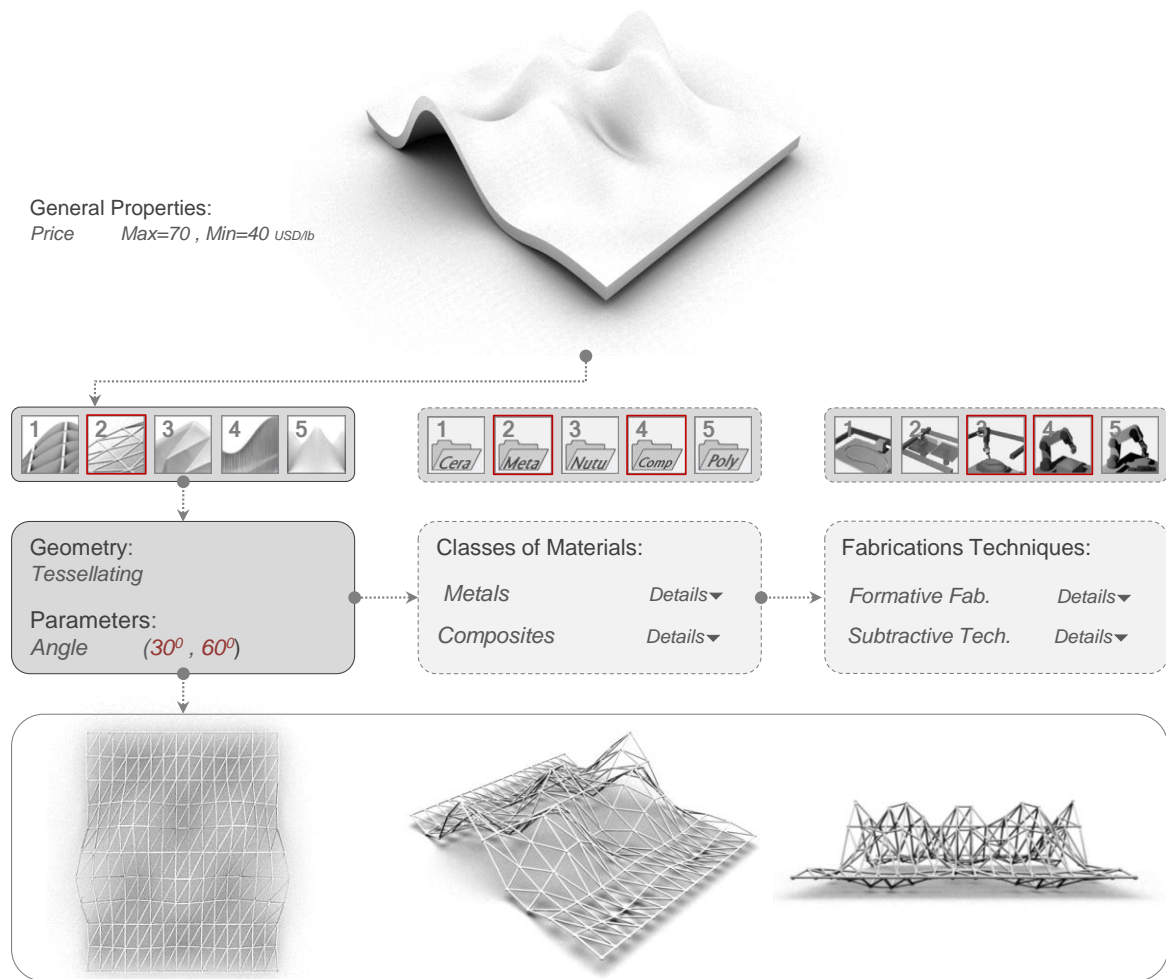 General Properties:
Price Max=70 , Min=40 USD/lb
1 2 3 4 5
1 2 3 4 5
Cera Meta Nutu Comp Poly
1 2 3 4 5
Geometry:
Tessellating
Parameters:
Angle (30⁰ , 60⁰)
Classes of Materials:
Metals Details
Composites Details
Fabrications Techniques:
Formative Fab. Details
Subtractive Tech. Details